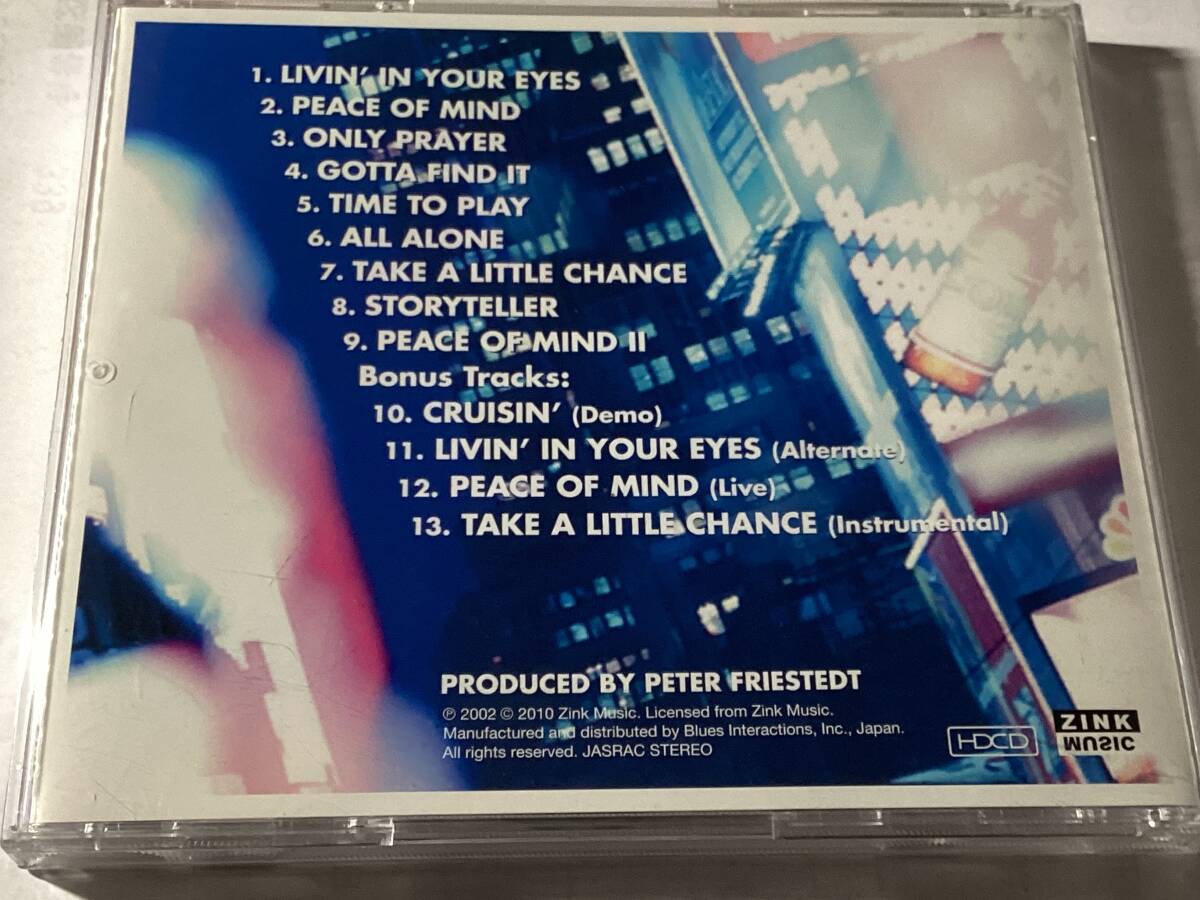 1. LIVIN' IN YOUR EYES
2. PEACE OF MIND
3. ONLY PRAYER
4. GOTTA FIND IT
5. TIME TO PLAY
6. ALL ALONE
7. TAKE A LITTLE CHANCE
8. STORYTELLER
9. PEACE OF MIND II
Bonus Tracks:
10. CRUISIN' (Demo)
11. LIVIN' IN YOUR EYES (Alternate)
12. PEACE OF MIND (Live)
13. TAKE A LITTLE CHANCE (Instrumental)
PRODUCED BY PETER FRIESTEDT
℗ 2002 © 2010 Zink Music. Licensed from Zink Music.
Manufactured and distributed by Blues Interactions, Inc., Japan.
All rights reserved. JASRAC STEREO
HDCD
ZINK
MUSIC